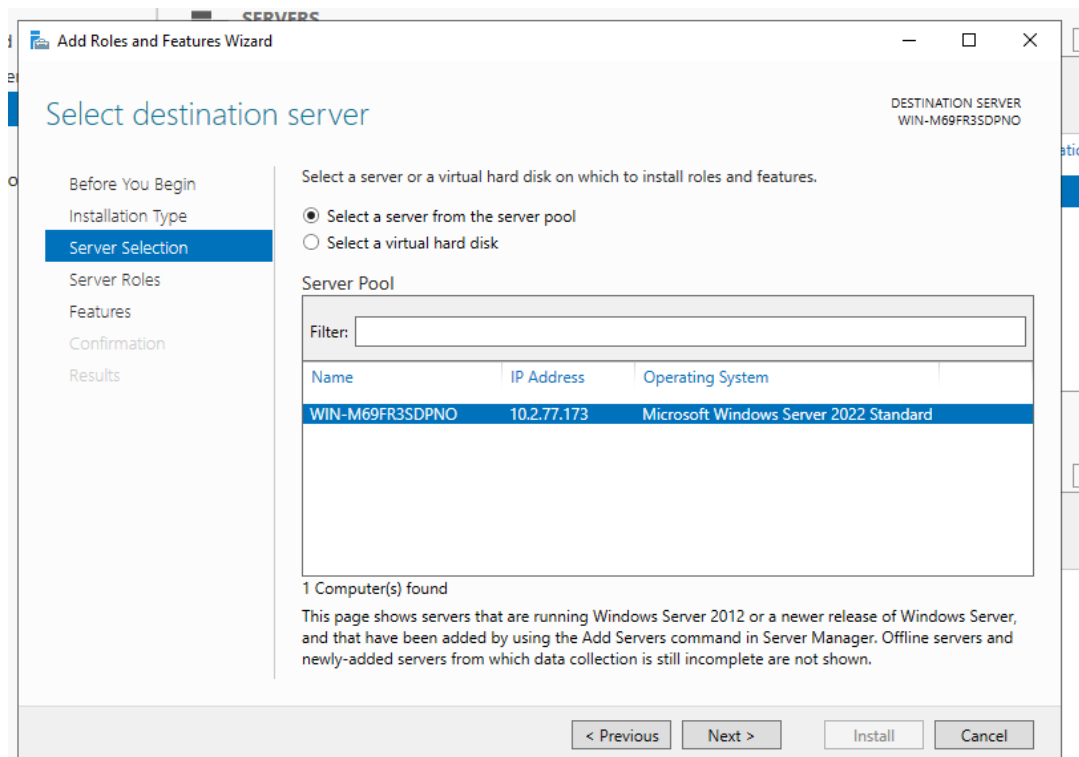 SERVERS
Add Roles and Features Wizard
Select destination server
DESTINATION SERVER
WIN-M69FR3SDPNO
Before You Begin
Installation Type
Server Selection
Server Roles
Features
Confirmation
Results
Select a server or a virtual hard disk on which to install roles and features.
Select a server from the server pool
Select a virtual hard disk
Server Pool
Filter:
Name IP Address Operating System
WIN-M69FR3SDPNO 10.2.77.173 Microsoft Windows Server 2022 Standard
1 Computer(s) found
This page shows servers that are running Windows Server 2012 or a newer release of Windows Server,
and that have been added by using the Add Servers command in Server Manager. Offline servers and
newly-added servers from which data collection is still incomplete are not shown.
< Previous Next > Install Cancel